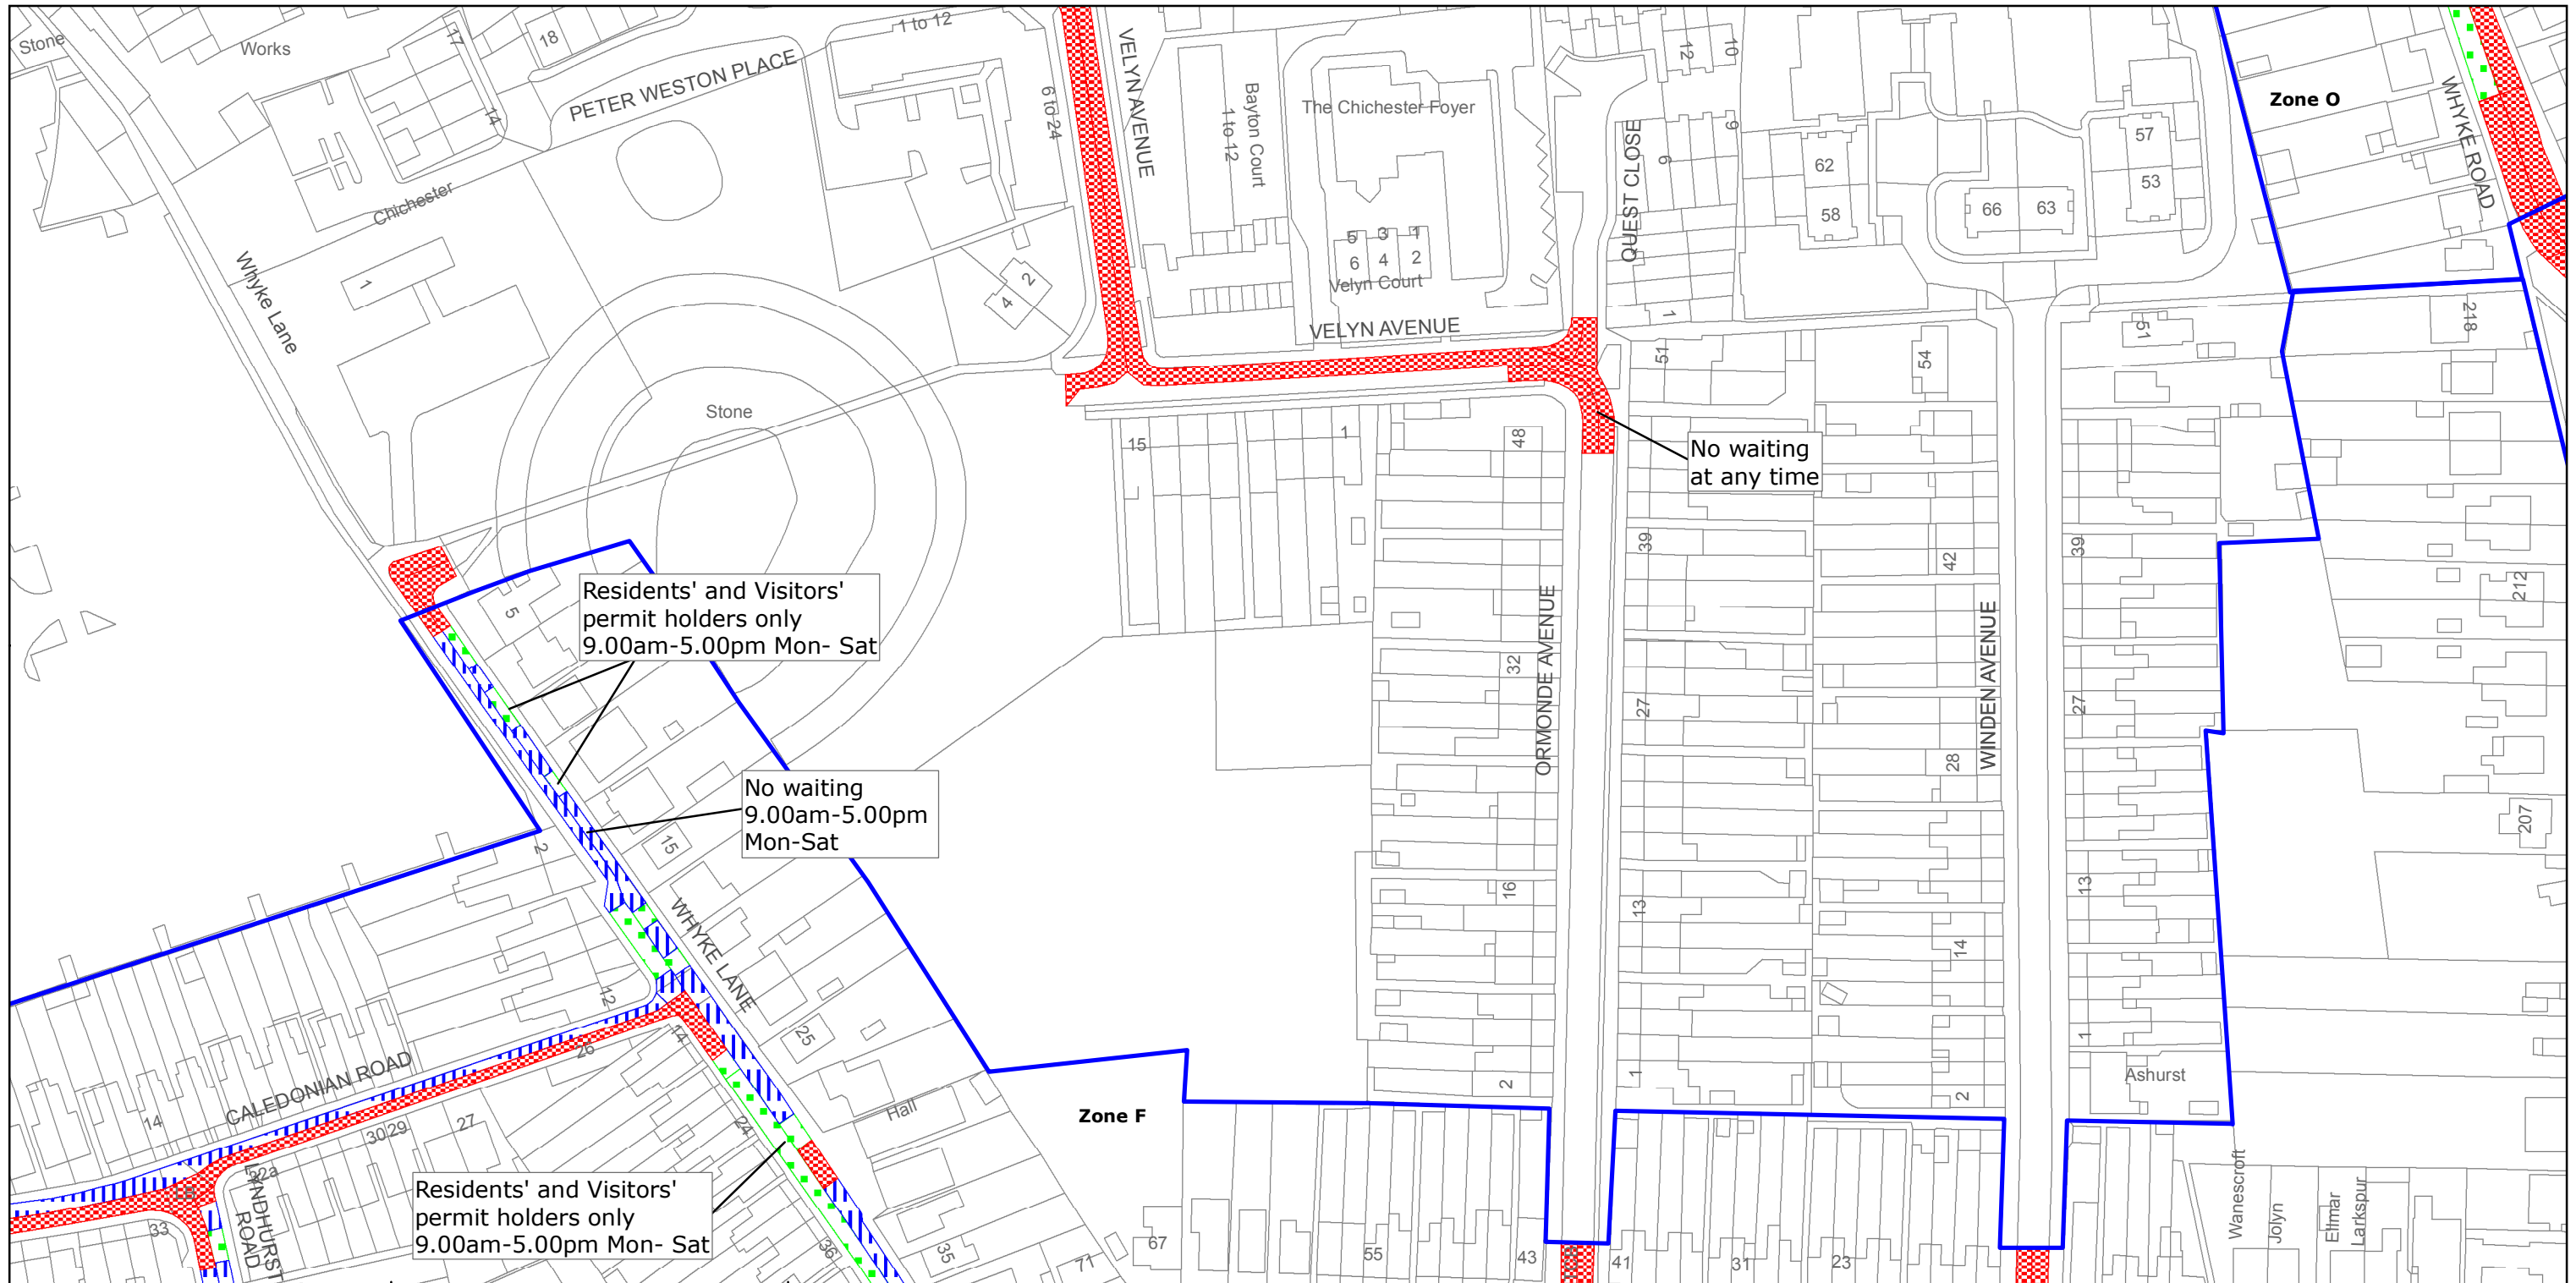 Stone
Works
17
18
14
PETER WESTON PLACE
1 to 12
6 to 24
VELYN AVENUE
Bayton Court
1 to 12
The Chichester Foyer
5
3
1
6
4
2
Velyn Court
VELYN AVENUE
QUEST CLOSE
12
10
9
6
1
62
58
66
63
57
53
Zone O
WHYKE ROAD
Chichester
Whyke Lane
1
2
4
Stone
15
1
48
51
54
51
218
No waiting
at any time
39
42
39
212
5
Residents' and Visitors'
permit holders only
9.00am-5.00pm Mon- Sat
ORMONDE AVENUE
32
27
WINDEN AVENUE
27
28
No waiting
9.00am-5.00pm
Mon-Sat
15
2
207
16
13
13
14
WHYKE LANE
12
25
14
26
CALEDONIAN ROAD
14
30
29
27
24
Hall
1
2
1
2
Ashurst
Zone F
32a
LYNDHURST
ROAD
33
Residents' and Visitors'
permit holders only
9.00am-5.00pm Mon- Sat
36
35
71
67
55
43
41
31
23
Wanescroft
Jolyn
Ellmar
Larkspur